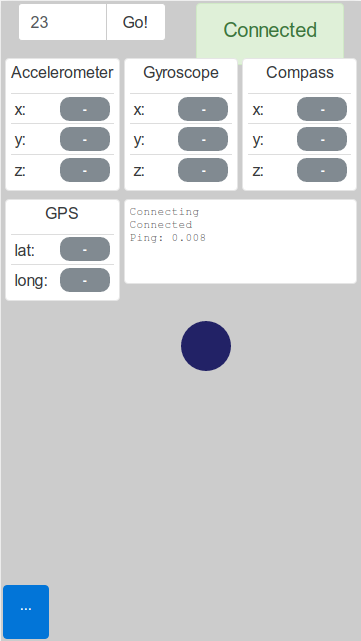 23 Go! Connected
Accelerometer Gyroscope Compass
x: - x: - x: -
y: - y: - y: -
z: - z: - z: -
GPS
lat: -
long: -
Connecting
Connected
Ping: 0.008
...